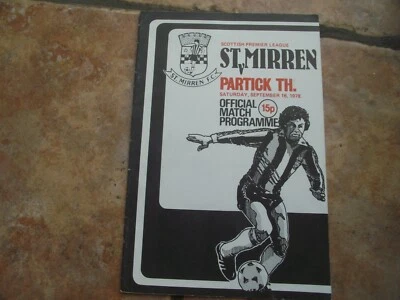 SCOTTISH PREMIER LEAGUE
ST. MIRREN
V
PARTICK TH.
SATURDAY, SEPTEMBER 16, 1978
OFFICIAL
MATCH
PROGRAMME
15p
ST. MIRREN F.C.